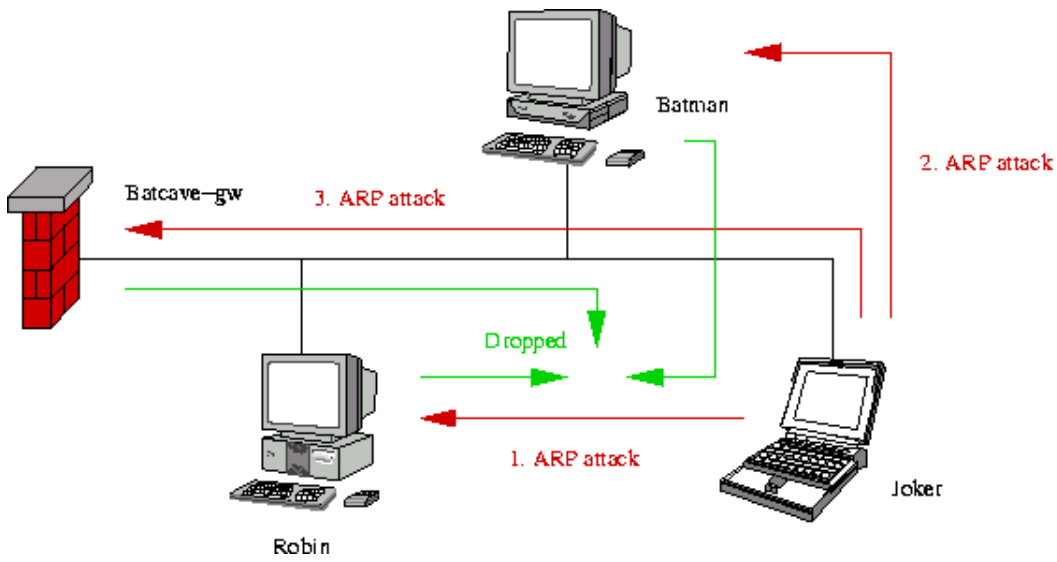 Batman
2. ARP attack
Batcave-gw
3. ARP attack
Dropped
1. ARP attack
Joker
Robin